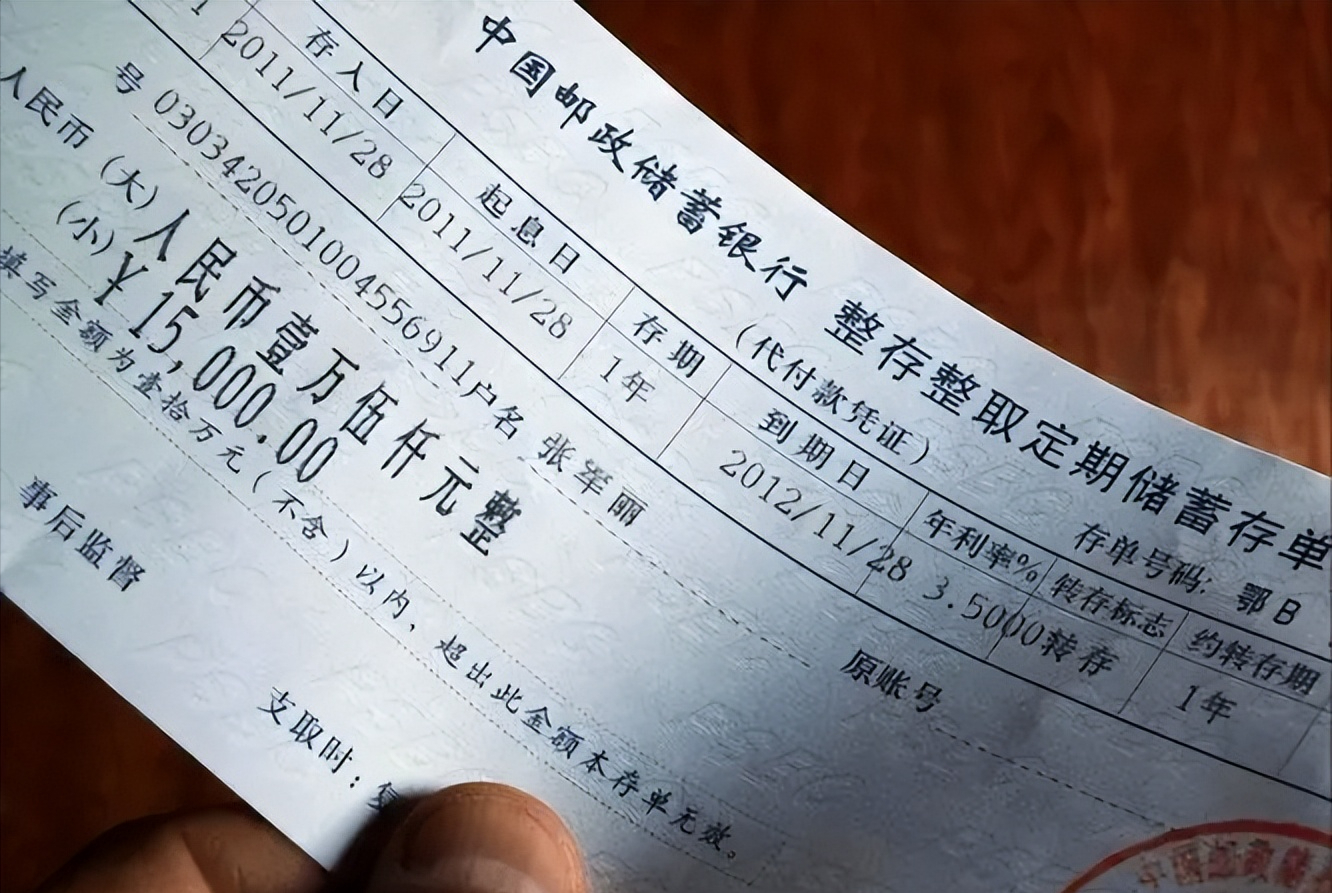 中国邮政储蓄银行 整存整取定期储蓄存单
(代付款凭证) 存单号码: 鄂B
存入日 起息日 存期 到期日 年利率% 转存标志 约转存期
2011/11/28 2011/11/28 1年 2012/11/28 3.5000 转存 1年
号 0303420501004556911 户名 张军丽 原账号
人民币 (大) 人民币壹万伍仟元整
(小) ¥15,000.00
填写金额为壹拾万元(不含)以内,超出此金额本存单无效。
事后监督
支取时:
中国邮政储